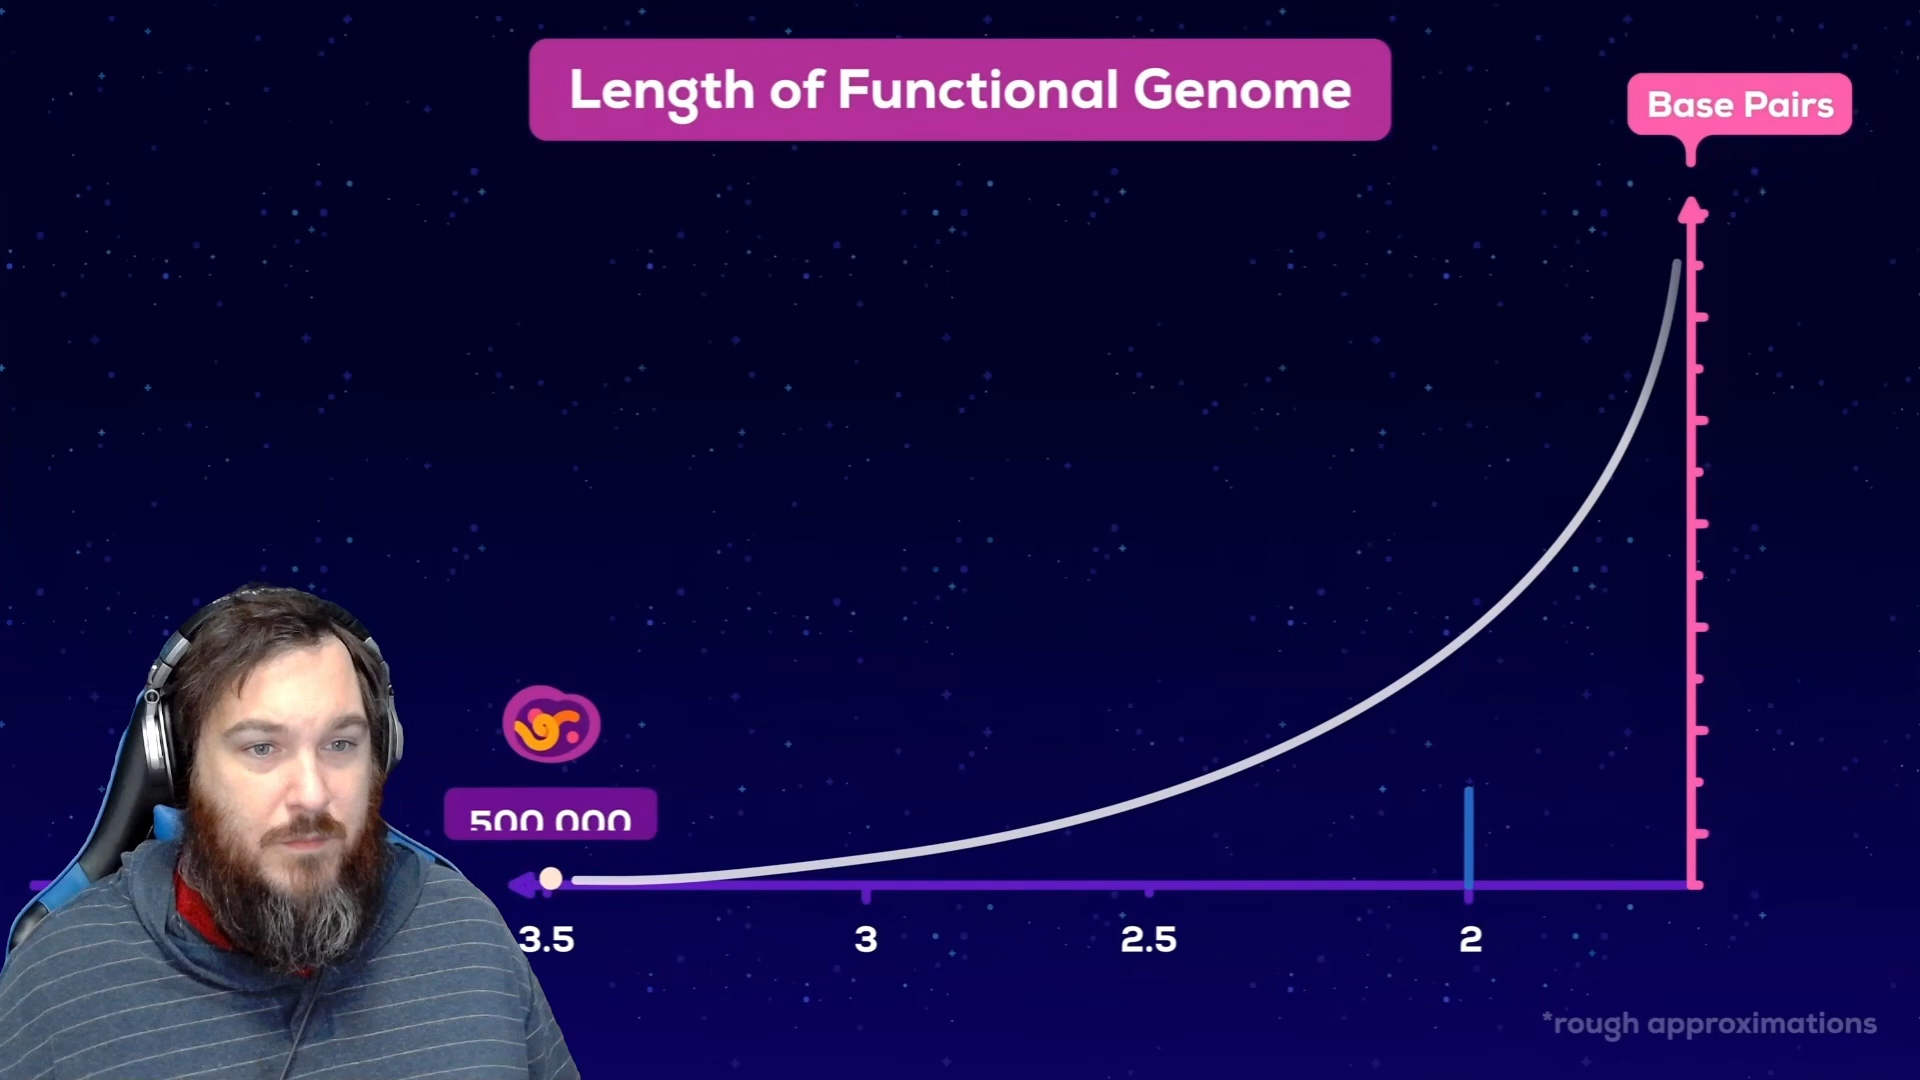 Length of Functional Genome
Base Pairs
500 000
3.5
3
2.5
2
*rough approximations